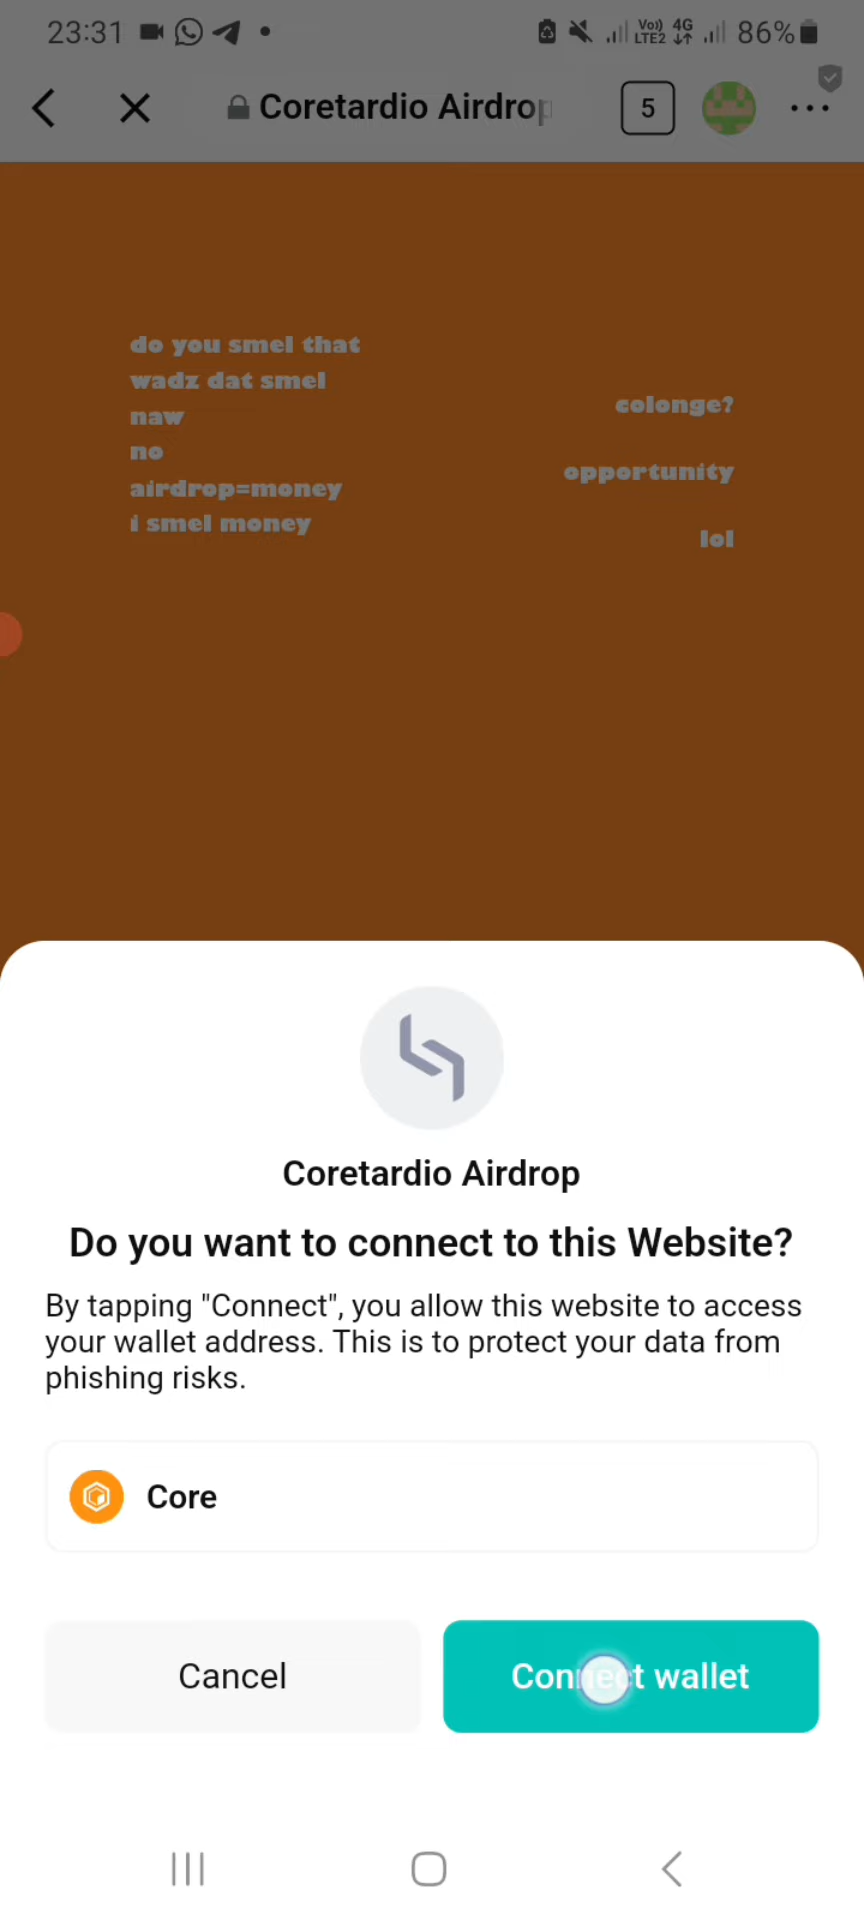 23:31
Vo)) 4G
LTE2
86%
Coretardio Airdrop
5
do you smel that
wadz dat smel
naw
no
airdrop=money
i smel money
colonge?
opportunity
lol
Coretardio Airdrop
Do you want to connect to this Website?
By tapping "Connect", you allow this website to access
your wallet address. This is to protect your data from
phishing risks.
Core
Cancel
Connect wallet